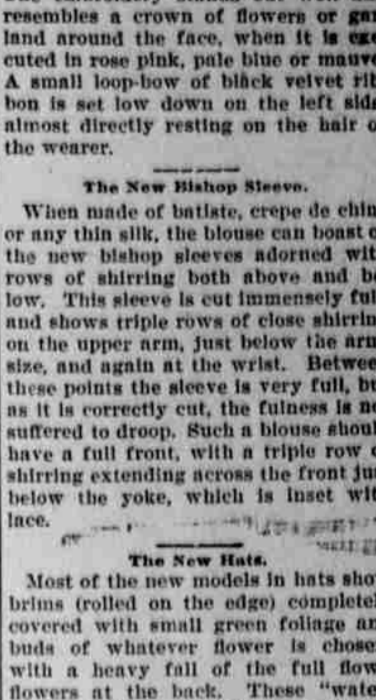 resembles a crown of flowers or gar
land around the face, when it is exe
cuted in rose pink, pale blue or mauve
A small loop-bow of black velvet rib
bon is set low down on the left side
almost directly resting on the hair o
the wearer.
The New Bishop Sleeve.
When made of batiste, crepe de chin
or any thin silk, the blouse can boast o
the new bishop sleeves adorned wit
rows of shirring both above and be
low. This sleeve is cut immensely ful
and shows triple rows of close shirrin
on the upper arm, just below the arm
size, and again at the wrist. Betwee
these points the sleeve is very full, bu
as it is correctly cut, the fulness is no
suffered to droop. Such a blouse shoul
have a full front, with a triple row o
shirring extending across the front jus
below the yoke, which is inset wit
lace.
The New Hats.
Most of the new models in hats sho
brims (rolled on the edge) complete
covered with small green foliage an
buds of whatever flower is chose
with a heavy fall of the full flow
flowers at the back. These "wate